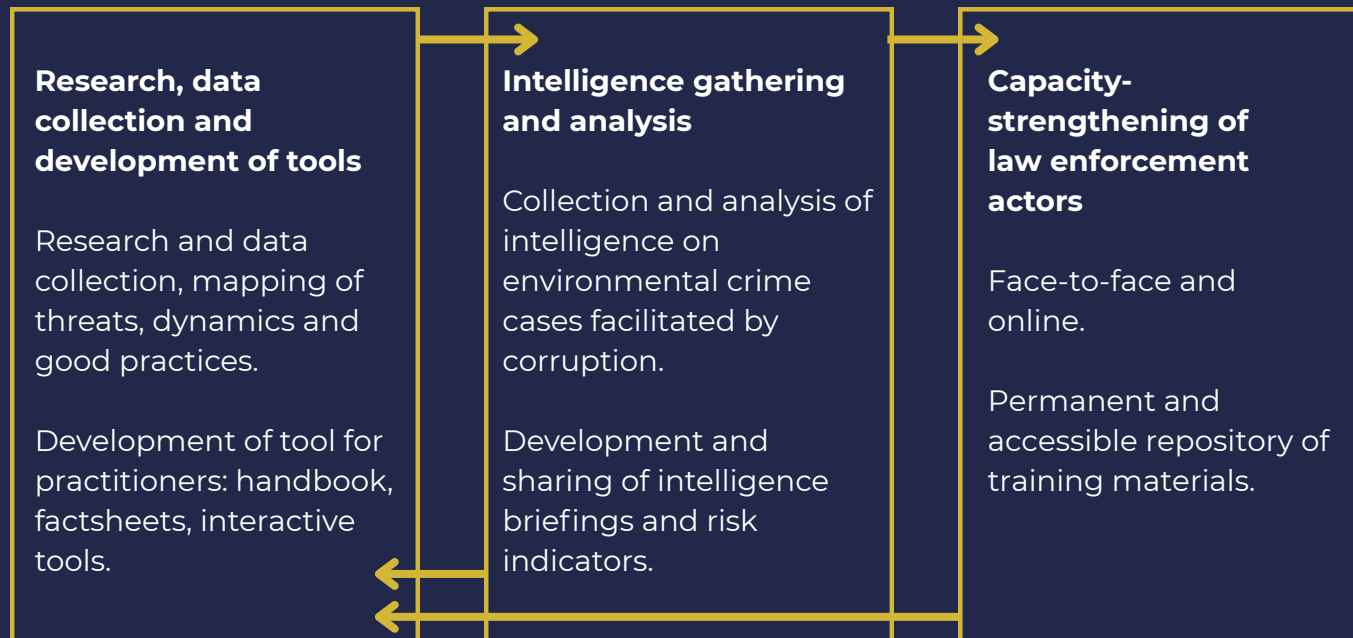 Research, data
collection and
development of tools
Research and data
collection, mapping of
threats, dynamics and
good practices.
Development of tool for
practitioners: handbook,
factsheets, interactive
tools.
Intelligence gathering
and analysis
Collection and analysis of
intelligence on
environmental crime
cases facilitated by
corruption.
Development and
sharing of intelligence
briefings and risk
indicators.
Capacity-
strengthening of
law enforcement
actors
Face-to-face and
online.
Permanent and
accessible repository of
training materials.